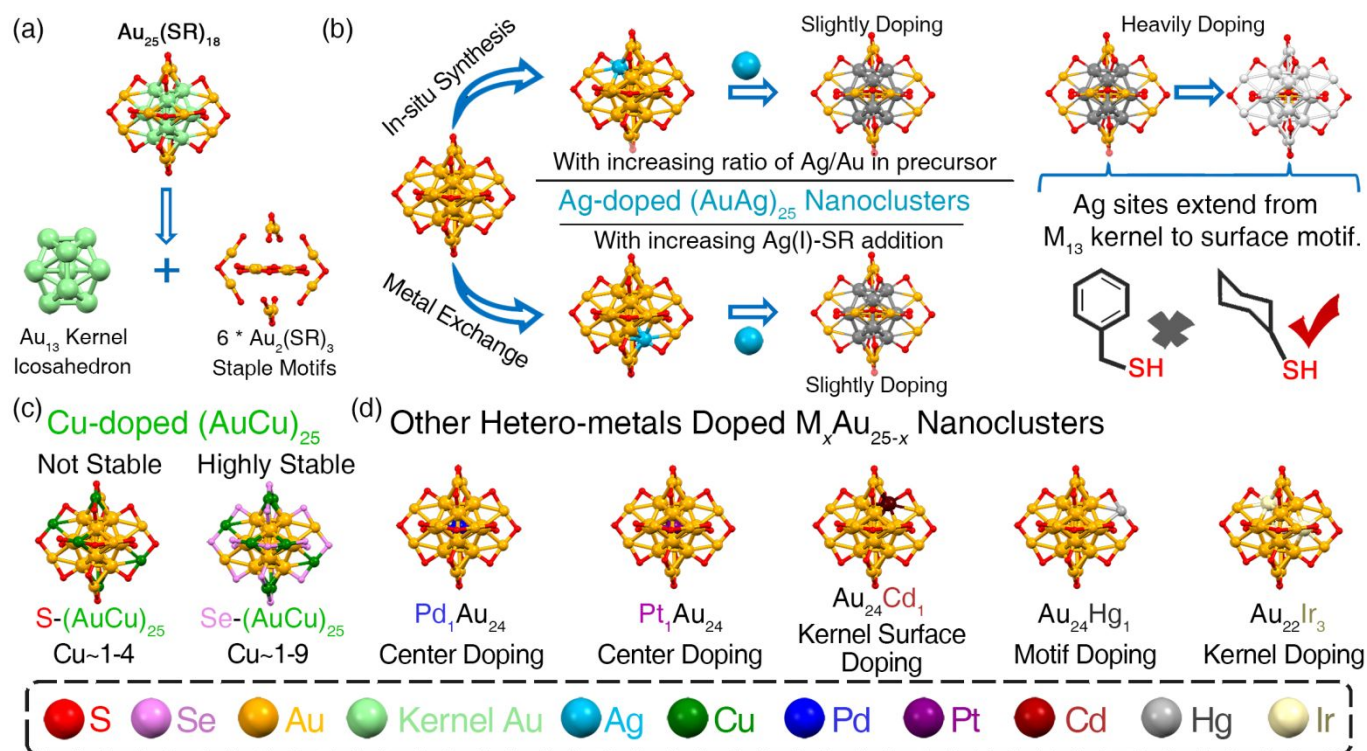 (a)
Au25(SR)18
+
Au13 Kernel
Icosahedron
6 * Au2(SR)3
Staple Motifs
(b)
In-situ Synthesis
Metal Exchange
Slightly Doping
With increasing ratio of Ag/Au in precursor
Ag-doped (AuAg)25 Nanoclusters
With increasing Ag(I)-SR addition
Slightly Doping
Heavily Doping
Ag sites extend from
M13 kernel to surface motif.
SH
SH
(c)
Cu-doped (AuCu)25
Not Stable
Highly Stable
S-(AuCu)25
Se-(AuCu)25
Cu~1-4
Cu~1-9
(d)
Other Hetero-metals Doped MxAu25-x Nanoclusters
Pd1Au24
Center Doping
Pt1Au24
Center Doping
Au24Cd1
Kernel Surface
Doping
Au24Hg1
Motif Doping
Au22Ir3
Kernel Doping
S Se Au Kernel Au Ag Cu Pd Pt Cd Hg Ir